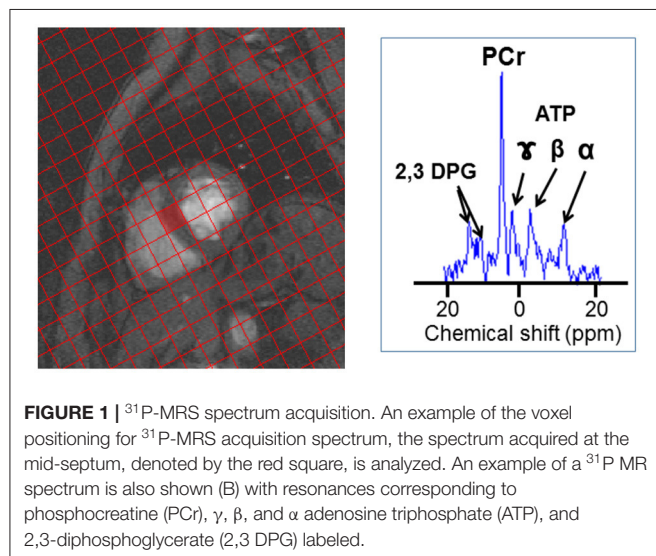 PCr
ATP
ɣ β α
2,3 DPG
20 0 20
Chemical shift (ppm)
FIGURE 1 | ³¹P-MRS spectrum acquisition. An example of the voxel
positioning for ³¹P-MRS acquisition spectrum, the spectrum acquired at the
mid-septum, denoted by the red square, is analyzed. An example of a ³¹P MR
spectrum is also shown (B) with resonances corresponding to
phosphocreatine (PCr), γ, β, and α adenosine triphosphate (ATP), and
2,3-diphosphoglycerate (2,3 DPG) labeled.